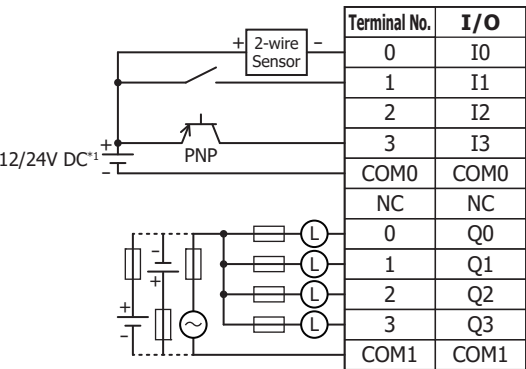 Terminal No. I/O
+ 2-wire Sensor −
0 I0
1 I1
2 I2
3 I3
PNP
12/24V DC*1 + −
COM0 COM0
NC NC
0 Q0
L
1 Q1
L
2 Q2
L
3 Q3
L
− +
+ −
COM1 COM1